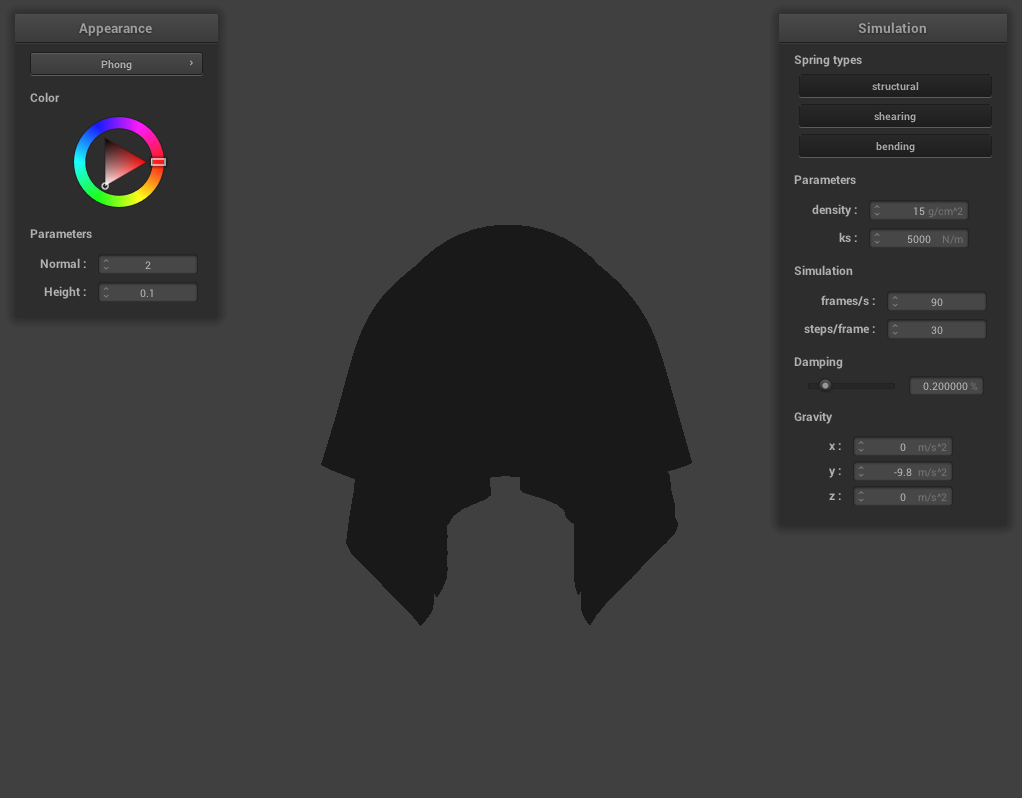 Appearance
Phong
Color
Parameters
Normal : 2
Height : 0.1
Simulation
Spring types
structural
shearing
bending
Parameters
density : 15 g/cm^2
ks : 5000 N/m
Simulation
frames/s : 90
steps/frame : 30
Damping
0.200000 %
Gravity
x : 0 m/s^2
y : -9.8 m/s^2
z : 0 m/s^2